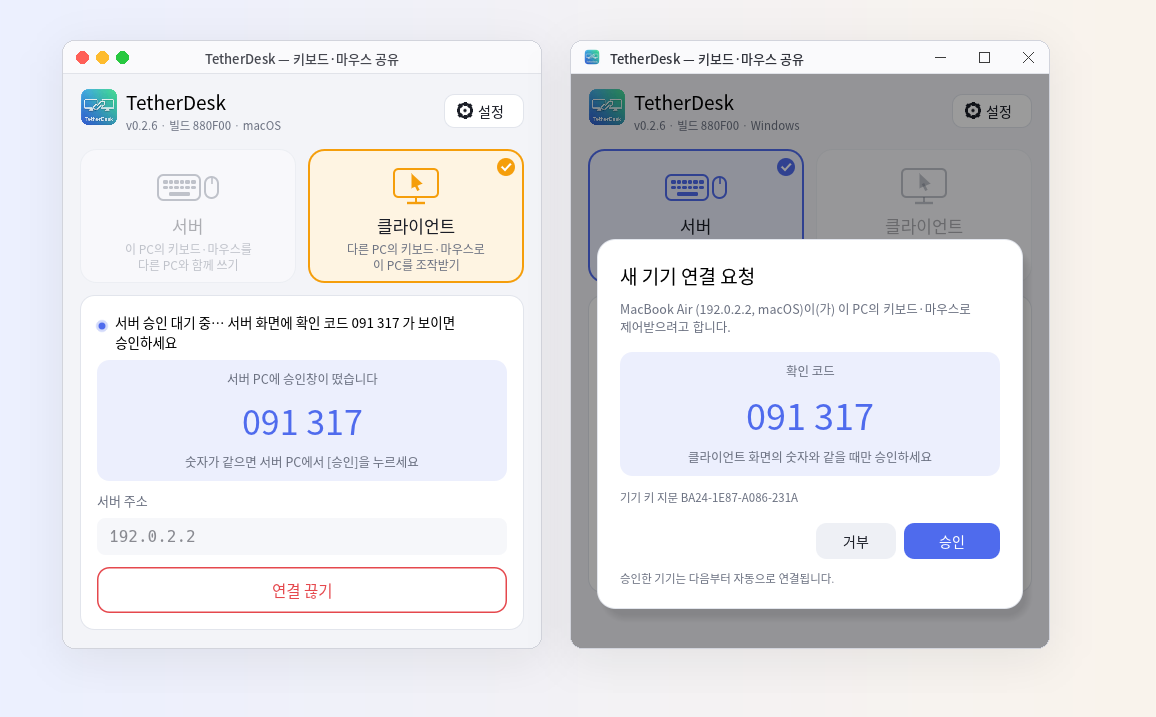 TetherDesk — 키보드·마우스 공유
TetherDesk
v0.2.6 · 빌드 880F00 · macOS
설정
서버
이 PC의 키보드·마우스를
다른 PC와 함께 쓰기
클라이언트
다른 PC의 키보드·마우스로
이 PC를 조작받기
서버 승인 대기 중… 서버 화면에 확인 코드 091 317 가 보이면
승인하세요
서버 PC에 승인창이 떴습니다
091 317
숫자가 같으면 서버 PC에서 [승인]을 누르세요
서버 주소
192.0.2.2
연결 끊기
TetherDesk — 키보드·마우스 공유
TetherDesk
v0.2.6 · 빌드 880F00 · Windows
설정
서버
클라이언트
새 기기 연결 요청
MacBook Air (192.0.2.2, macOS)이(가) 이 PC의 키보드·마우스로
제어받으려고 합니다.
확인 코드
091 317
클라이언트 화면의 숫자와 같을 때만 승인하세요
기기 키 지문 BA24-1E87-A086-231A
거부
승인
승인한 기기는 다음부터 자동으로 연결됩니다.